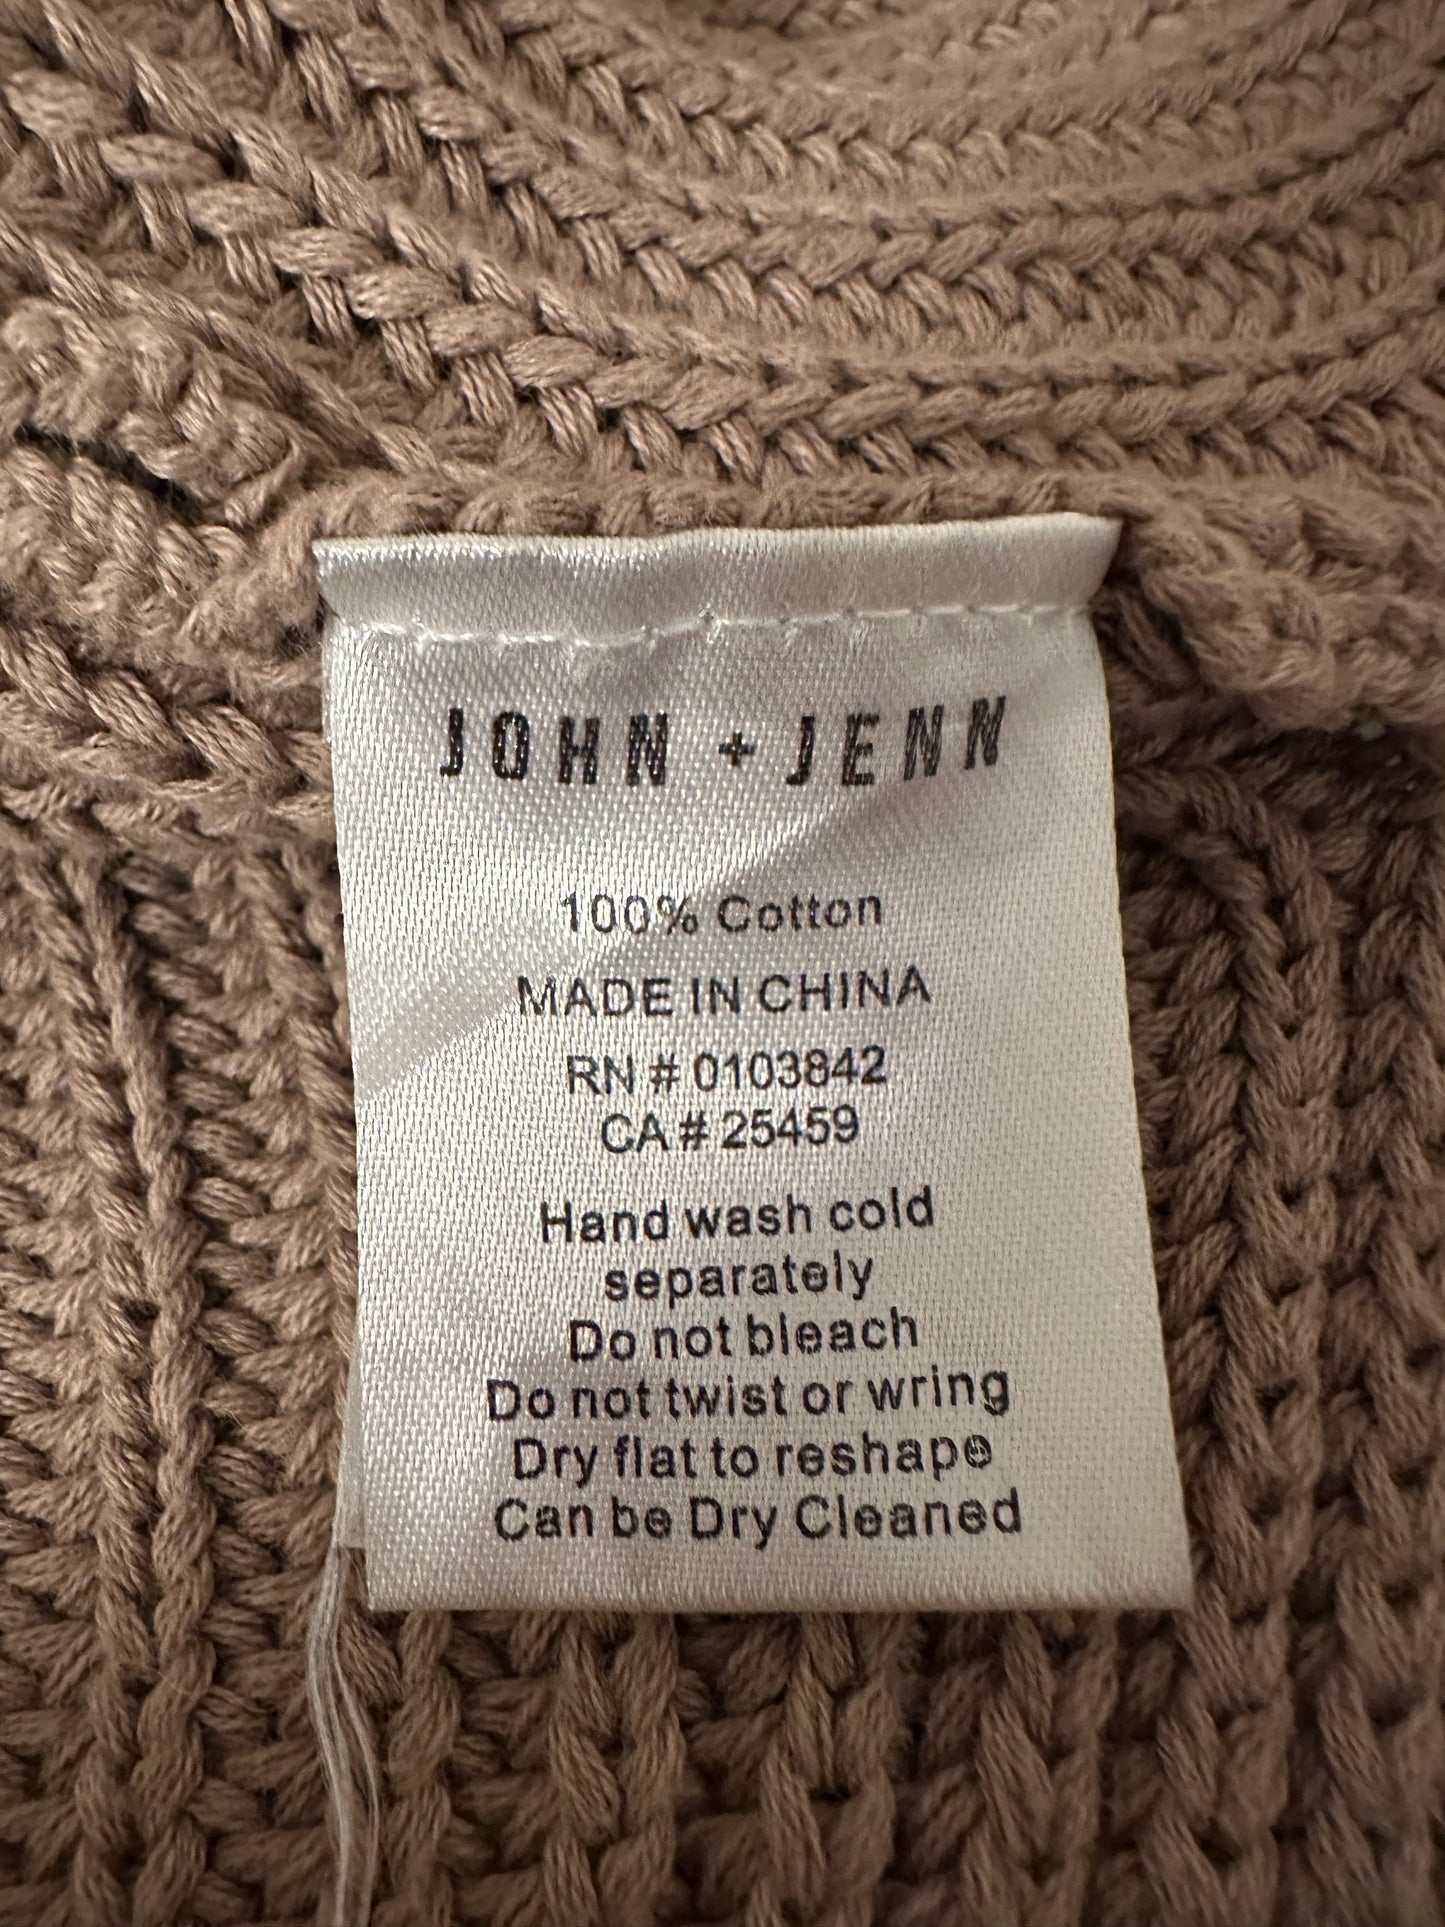 JOHN + JENN
100% Cotton
MADE IN CHINA
RN # 0103842
CA # 25459
Hand wash cold
separately
Do not bleach
Do not twist or wring
Dry flat to reshape
Can be Dry Cleaned